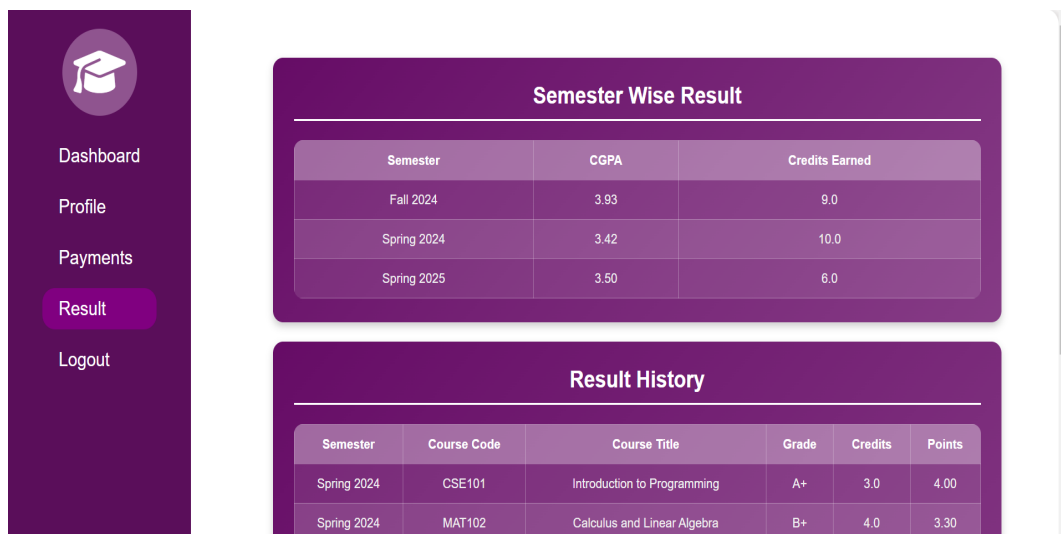 Dashboard
Profile
Payments
Result
Logout
Semester Wise Result
Semester CGPA Credits Earned
Fall 2024 3.93 9.0
Spring 2024 3.42 10.0
Spring 2025 3.50 6.0
Result History
Semester Course Code Course Title Grade Credits Points
Spring 2024 CSE101 Introduction to Programming A+ 3.0 4.00
Spring 2024 MAT102 Calculus and Linear Algebra B+ 4.0 3.30